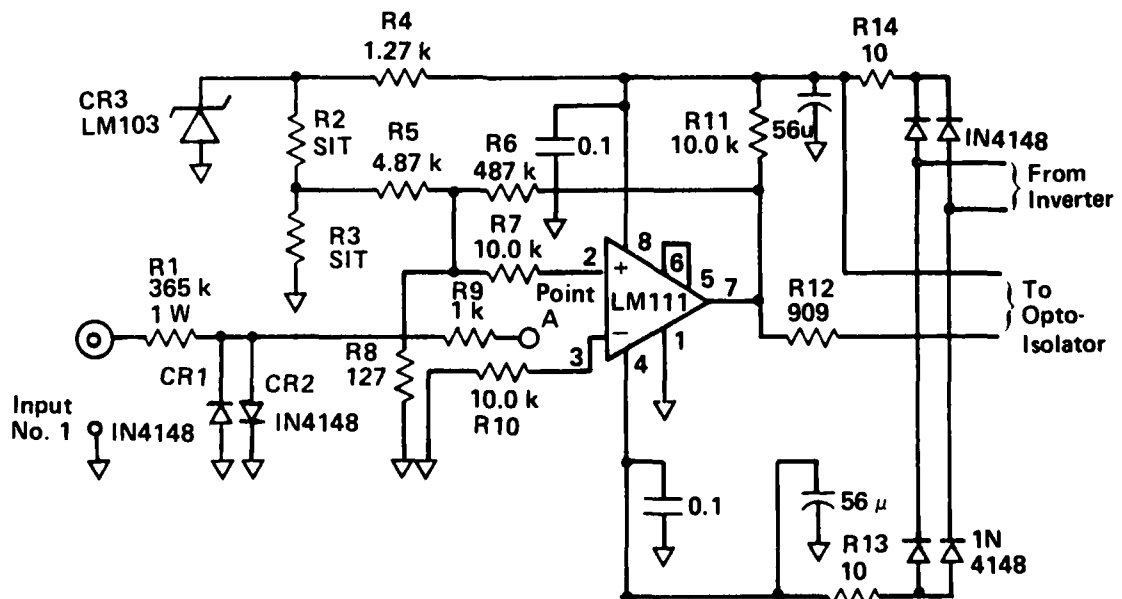 R4
1.27 k
R14
10
CR3
LM103
R2
SIT
R5
4.87 k
R6
487 k
0.1
R11
10.0 k
56u
IN4148
From
Inverter
R3
SIT
R7
10.0 k
2
+
8
6
5
7
LM111
R1
365 k
1 W
R9
1 k
Point
A
R12
909
To
Opto-
Isolator
−
3
4
1
R8
127
CR1
CR2
IN4148
10.0 k
R10
Input
No. 1
IN4148
0.1
56 μ
R13
10
1N
4148